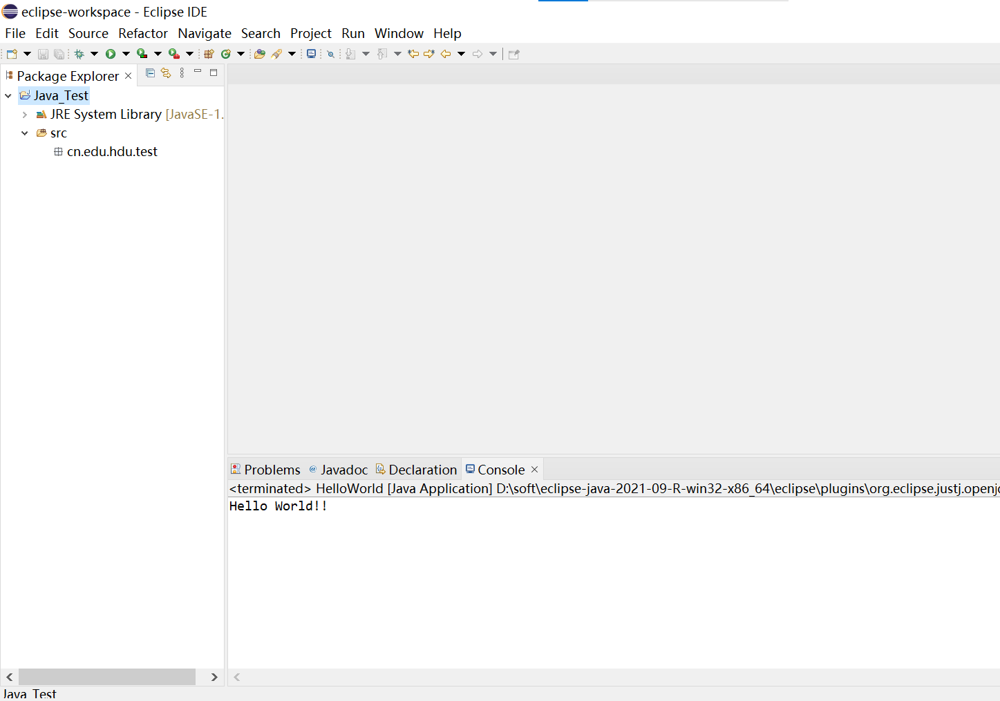 eclipse-workspace - Eclipse IDE
File Edit Source Refactor Navigate Search Project Run Window Help
Package Explorer
Java_Test
JRE System Library [JavaSE-1.
src
cn.edu.hdu.test
Problems @ Javadoc Declaration Console
<terminated> HelloWorld [Java Application] D:\soft\eclipse-java-2021-09-R-win32-x86_64\eclipse\plugins\org.eclipse.justj.openj
Hello World!!
Java_Test